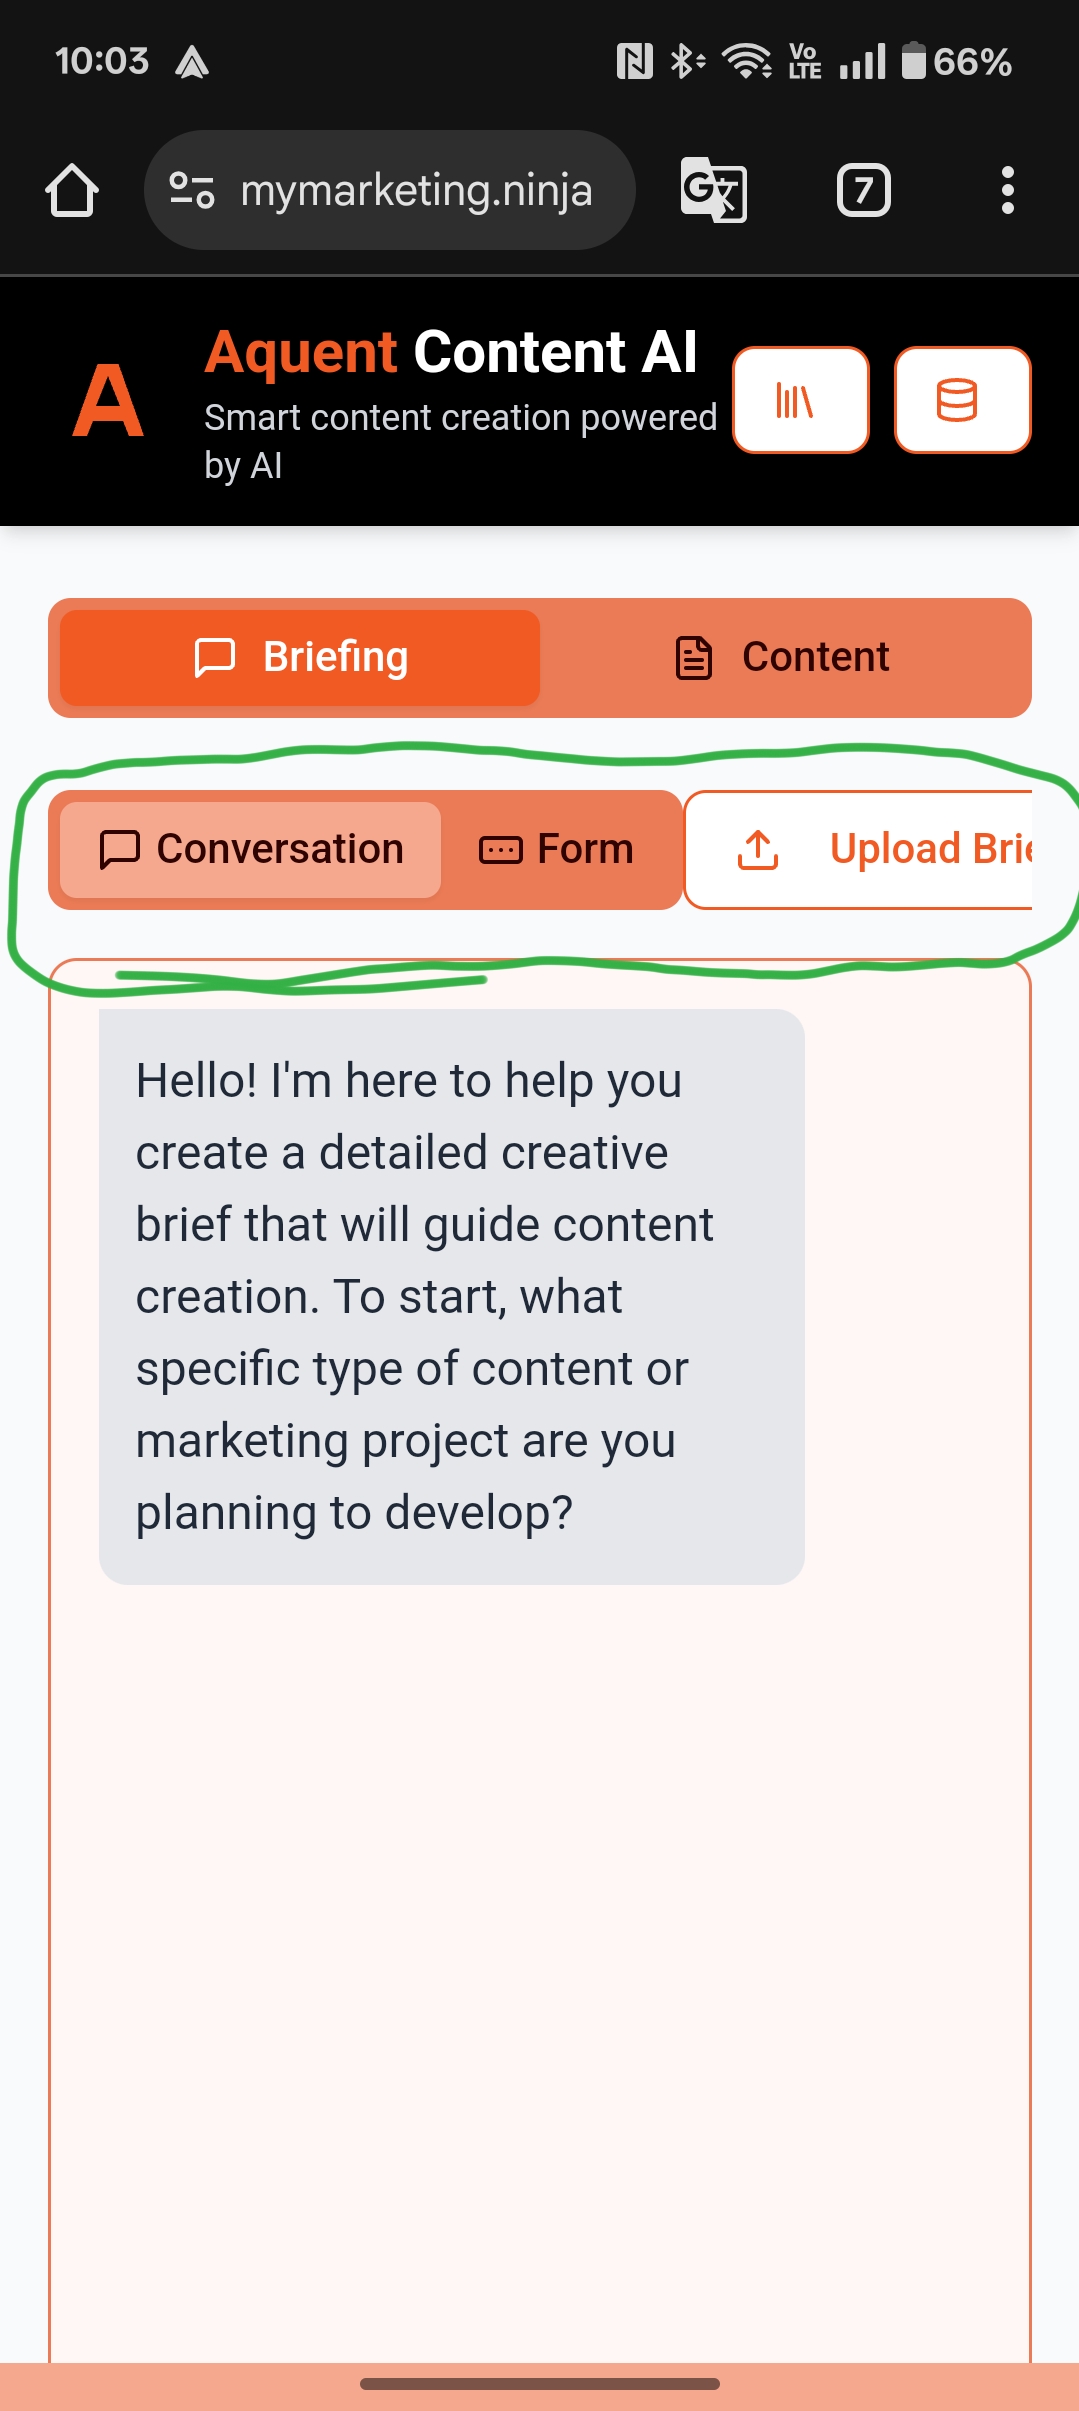 10:03
Vo LTE
66%
mymarketing.ninja
G文
7
A
Aquent Content AI
Smart content creation powered
by AI
Briefing
Content
Conversation
Form
Upload Brie
Hello! I'm here to help you
create a detailed creative
brief that will guide content
creation. To start, what
specific type of content or
marketing project are you
planning to develop?